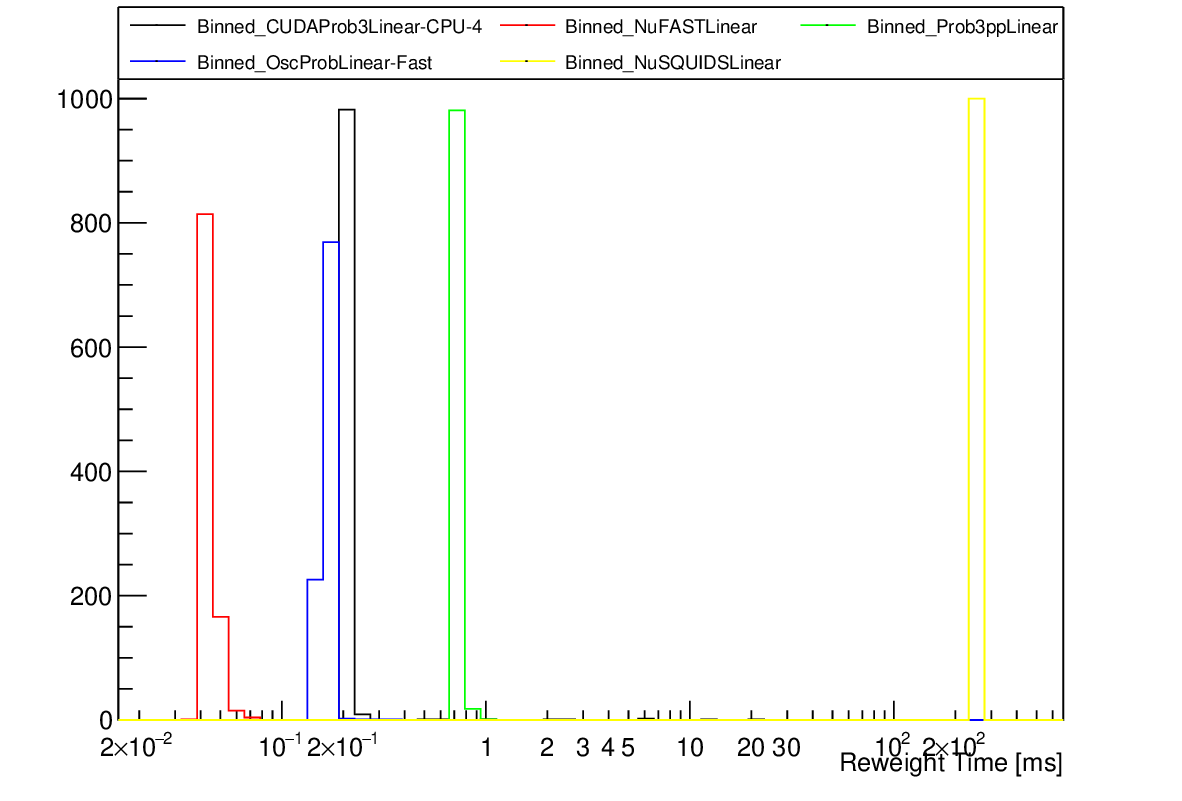 Binned_CUDAProb3Linear-CPU-4 Binned_NuFASTLinear Binned_Prob3ppLinear
Binned_OscProbLinear-Fast Binned_NuSQUIDSLinear
1000
800
600
400
200
0
2×10⁻² 10⁻¹ 2×10⁻¹ 1 2 3 4 5 10 20 30 10² 2×10²
Reweight Time [ms]